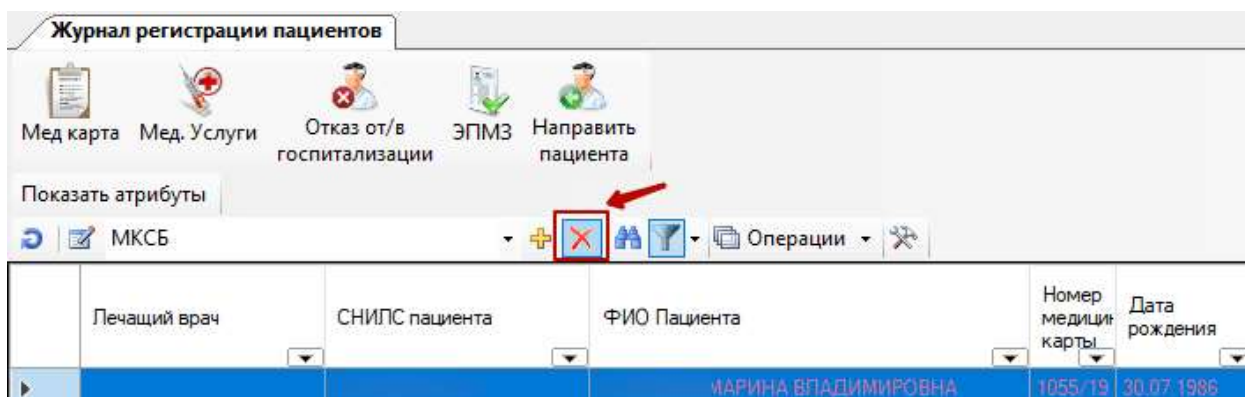 Журнал регистрации пациентов
Мед карта Мед. Услуги Отказ от/в госпитализации ЭПМЗ Направить пациента
Показать атрибуты
МКСБ Операции
Лечащий врач СНИЛС пациента ФИО Пациента Номер медицин карты Дата рождения
МАРИНА ВЛАДИМИРОВНА 1055/19 30.07.1986